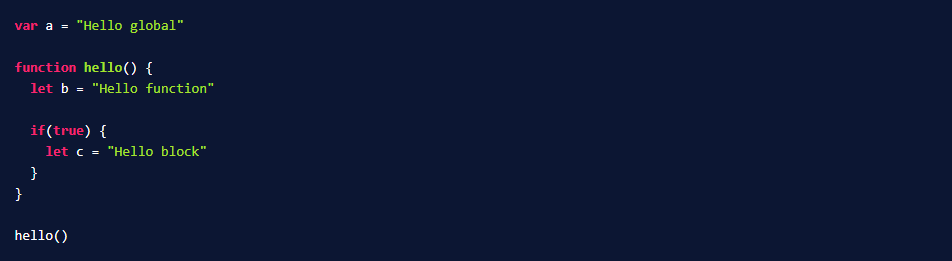 var a = "Hello global"
function hello() {
let b = "Hello function"
if(true) {
let c = "Hello block"
}
}
hello()